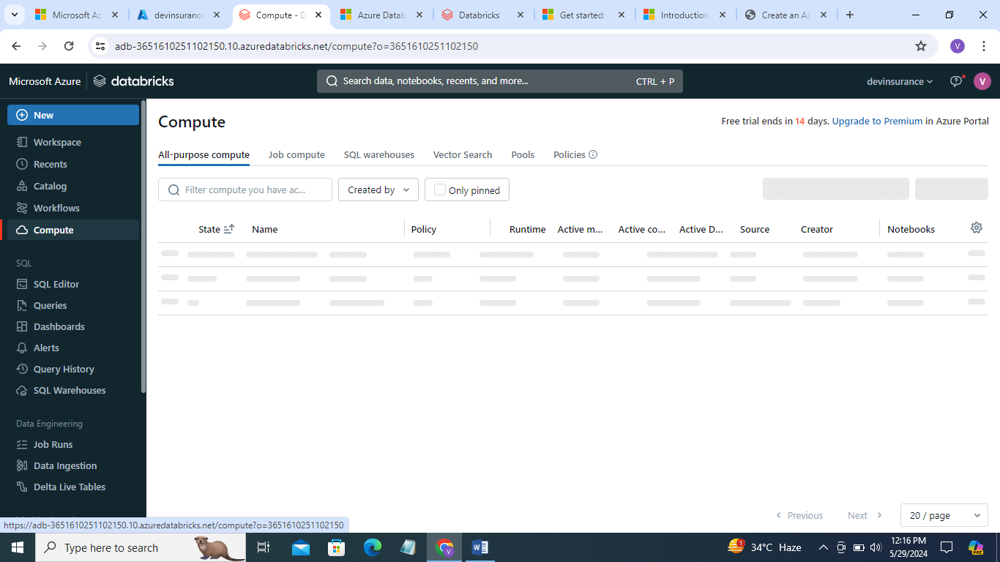 Microsoft Az
devinsurance
Compute - D
Azure Datab
Databricks
Get started:
Introduction
Create an Az
adb-3651610251102150.10.azuredatabricks.net/compute?o=3651610251102150
V
Microsoft Azure
databricks
Search data, notebooks, recents, and more...
CTRL + P
devinsurance
V
New
Workspace
Recents
Catalog
Workflows
Compute
SQL
SQL Editor
Queries
Dashboards
Alerts
Query History
SQL Warehouses
Data Engineering
Job Runs
Data Ingestion
Delta Live Tables
Compute
Free trial ends in 14 days. Upgrade to Premium in Azure Portal
All-purpose compute
Job compute
SQL warehouses
Vector Search
Pools
Policies
Filter compute you have ac...
Created by
Only pinned
State
Name
Policy
Runtime
Active m...
Active co...
Active D...
Source
Creator
Notebooks
Previous
Next
20 / page
https://adb-3651610251102150.10.azuredatabricks.net/compute?o=3651610251102150
Type here to search
V
1
34°C Haze
12:16 PM
5/29/2024
PRE